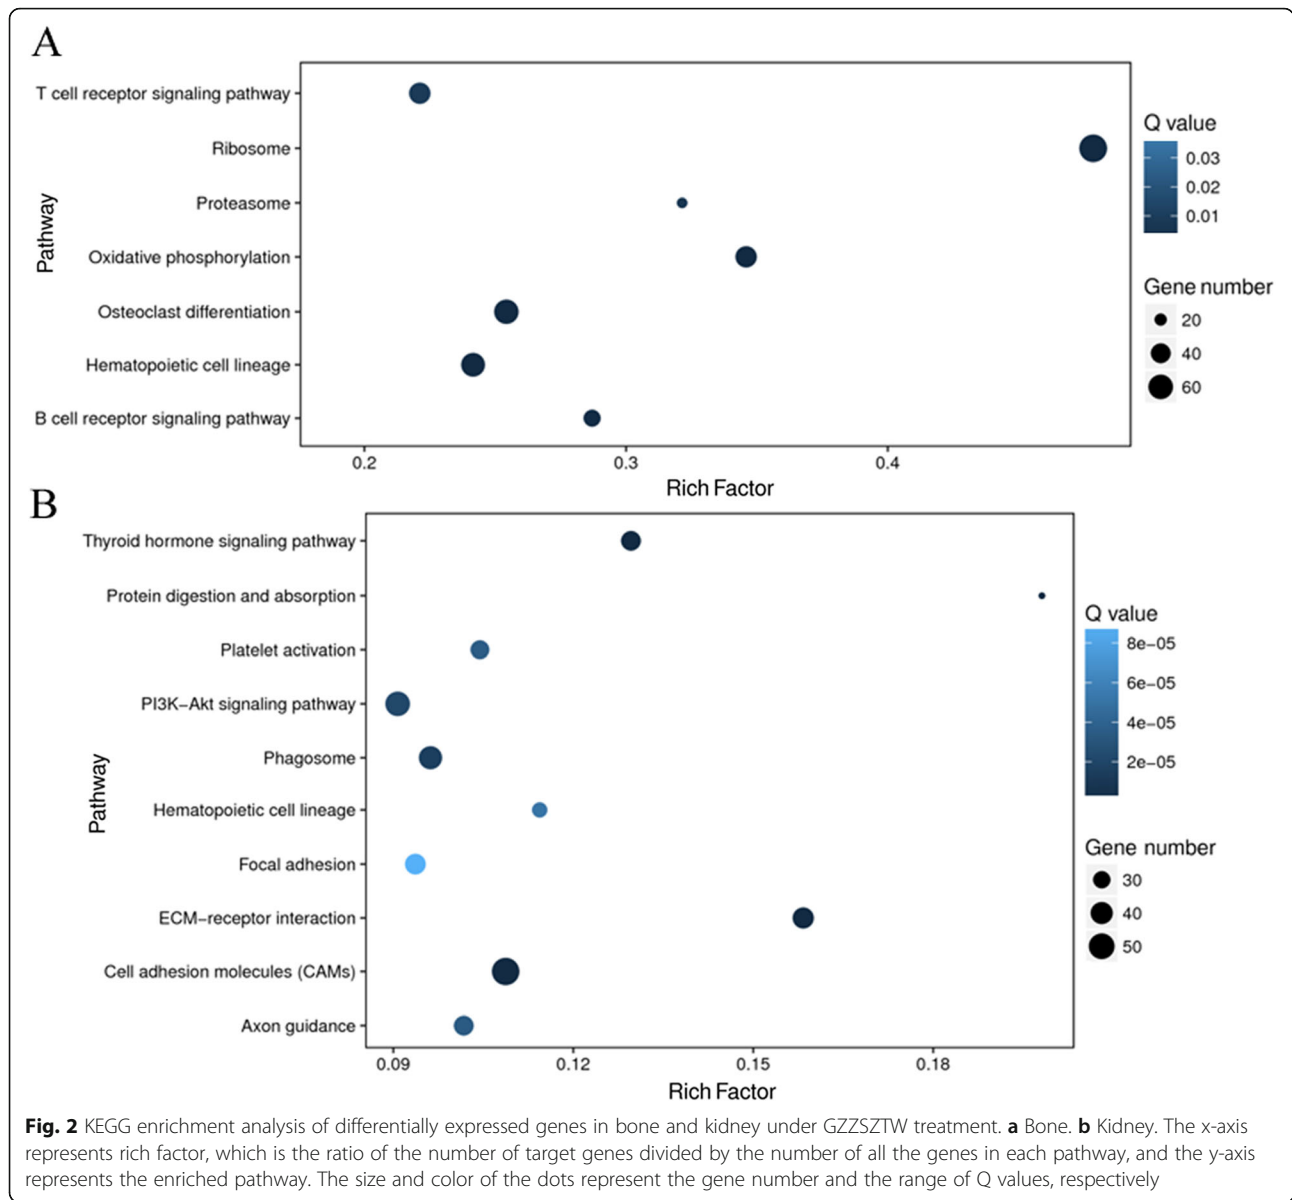 A
T cell receptor signaling pathway
Ribosome
Proteasome
Oxidative phosphorylation
Osteoclast differentiation
Hematopoietic cell lineage
B cell receptor signaling pathway
Pathway
0.2 0.3 0.4
Rich Factor
Q value
0.03
0.02
0.01
Gene number
20
40
60
B
Thyroid hormone signaling pathway
Protein digestion and absorption
Platelet activation
PI3K−Akt signaling pathway
Phagosome
Hematopoietic cell lineage
Focal adhesion
ECM−receptor interaction
Cell adhesion molecules (CAMs)
Axon guidance
Pathway
0.09 0.12 0.15 0.18
Rich Factor
Q value
8e−05
6e−05
4e−05
2e−05
Gene number
30
40
50
Fig. 2 KEGG enrichment analysis of differentially expressed genes in bone and kidney under GZZSZTW treatment. a Bone. b Kidney. The x-axis
represents rich factor, which is the ratio of the number of target genes divided by the number of all the genes in each pathway, and the y-axis
represents the enriched pathway. The size and color of the dots represent the gene number and the range of Q values, respectively